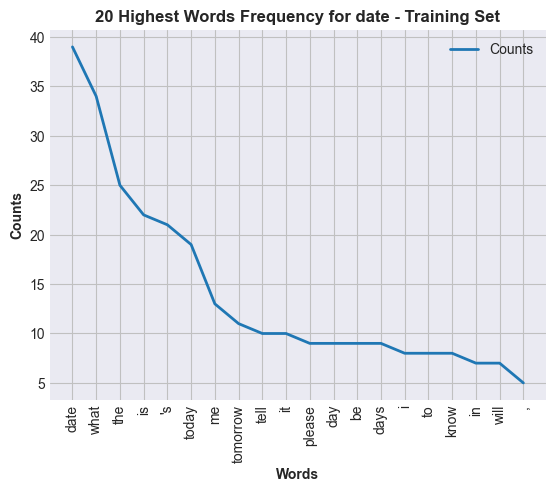 20 Highest Words Frequency for date - Training Set
Counts
40
35
30
25
20
15
10
5
Counts
date
what
the
is
's
today
me
tomorrow
tell
it
please
day
be
days
i
to
know
in
will
,
Words